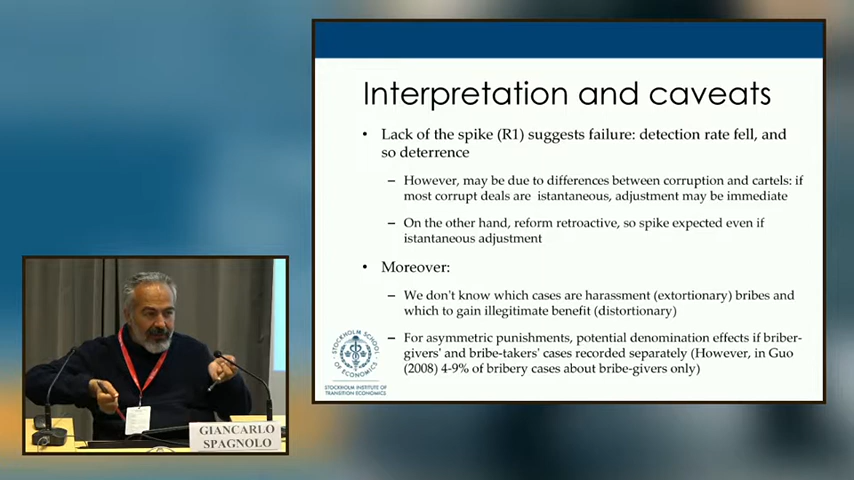 Interpretation and caveats
• Lack of the spike (R1) suggests failure: detection rate fell, and
so deterrence
– However, may be due to differences between corruption and cartels: if
most corrupt deals are istantaneous, adjustment may be immediate
– On the other hand, reform retroactive, so spike expected even if
istantaneous adjustment
• Moreover:
– We don't know which cases are harassment (extortionary) bribes and
which to gain illegitimate benefit (distortionary)
– For asymmetric punishments, potential denomination effects if briber-
givers' and bribe-takers' cases recorded separately (However, in Guo
(2008) 4-9% of bribery cases about bribe-givers only)
STOCKHOLM SCHOOL
OF ECONOMICS
STOCKHOLM INSTITUTE OF
TRANSITION ECONOMICS
GIANCARLO
SPAGNOLO